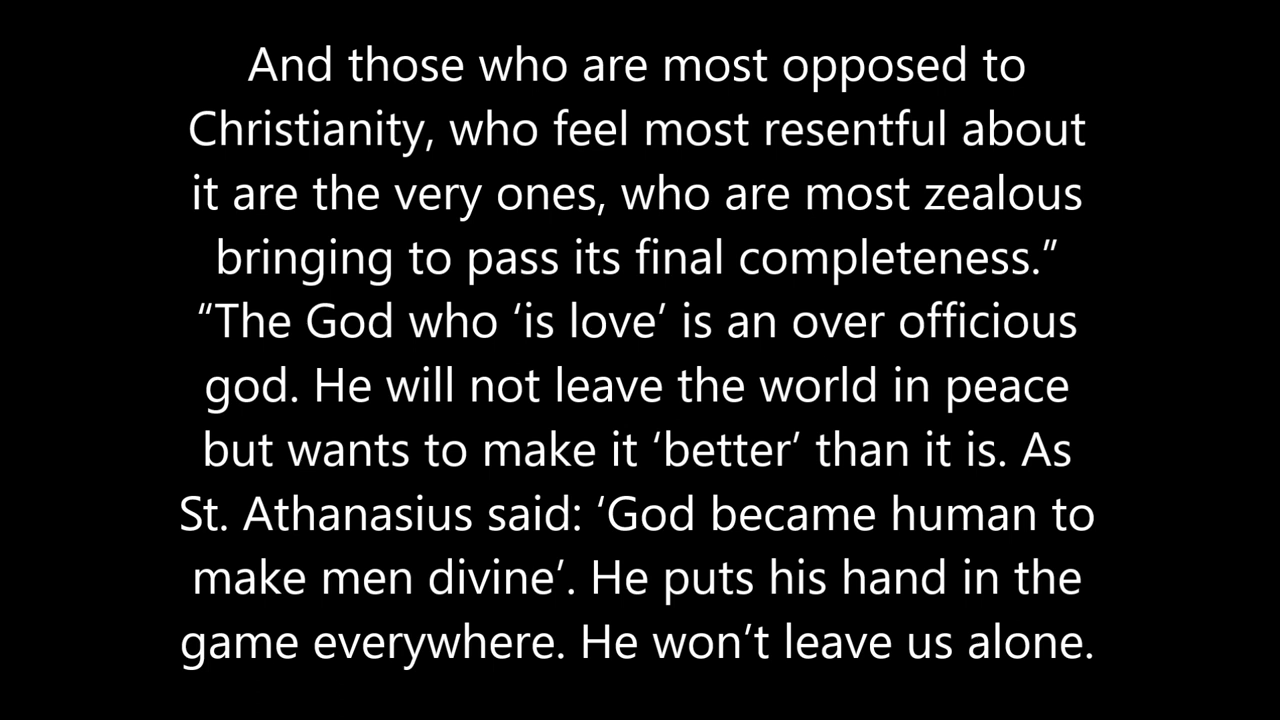 And those who are most opposed to
Christianity, who feel most resentful about
it are the very ones, who are most zealous
bringing to pass its final completeness.”
“The God who ‘is love’ is an over officious
god. He will not leave the world in peace
but wants to make it ‘better’ than it is. As
St. Athanasius said: ‘God became human to
make men divine’. He puts his hand in the
game everywhere. He won’t leave us alone.